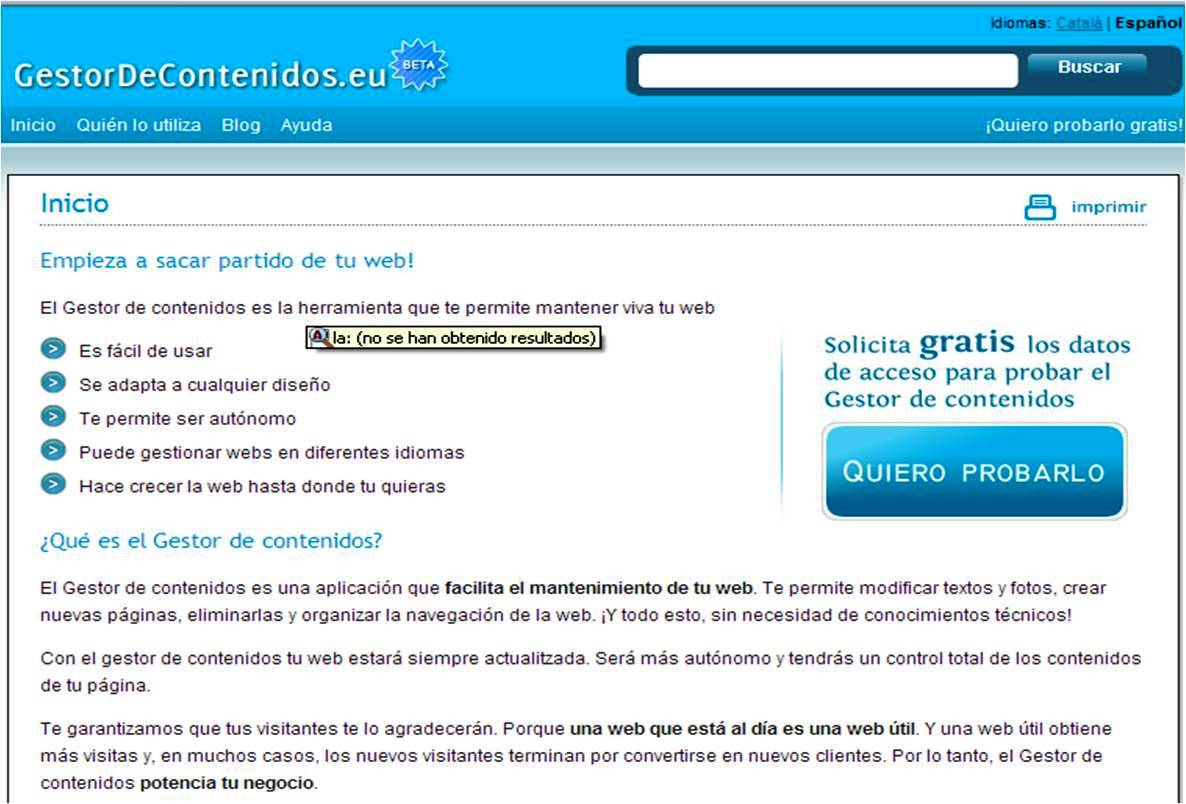 Idiomas: Català | Español
GestorDeContenidos.eu BETA
Buscar
Inicio Quién lo utiliza Blog Ayuda ¡Quiero probarlo gratis!
Inicio
imprimir
Empieza a sacar partido de tu web!
El Gestor de contenidos es la herramienta que te permite mantener viva tu web
la: (no se han obtenido resultados)
Es fácil de usar
Se adapta a cualquier diseño
Te permite ser autónomo
Puede gestionar webs en diferentes idiomas
Hace crecer la web hasta donde tu quieras
Solicita gratis los datos
de acceso para probar el
Gestor de contenidos
QUIERO PROBARLO
¿Qué es el Gestor de contenidos?
El Gestor de contenidos es una aplicación que facilita el mantenimiento de tu web. Te permite modificar textos y fotos, crear
nuevas páginas, eliminarlas y organizar la navegación de la web. ¡Y todo esto, sin necesidad de conocimientos técnicos!
Con el gestor de contenidos tu web estará siempre actualitzada. Será más autónomo y tendrás un control total de los contenidos
de tu página.
Te garantizamos que tus visitantes te lo agradecerán. Porque una web que está al día es una web útil. Y una web útil obtiene
más visitas y, en muchos casos, los nuevos visitantes terminan por convertirse en nuevos clientes. Por lo tanto, el Gestor de
contenidos potencia tu negocio.